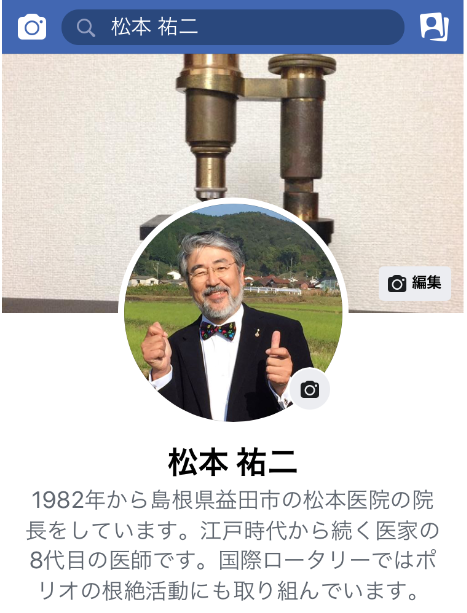 松本 祐二
編集
松本 祐二
1982年から島根県益田市の松本医院の院
長をしています。江戸時代から続く医家の
8代目の医師です。国際ロータリーではポ
リオの根絶活動にも取り組んでいます。